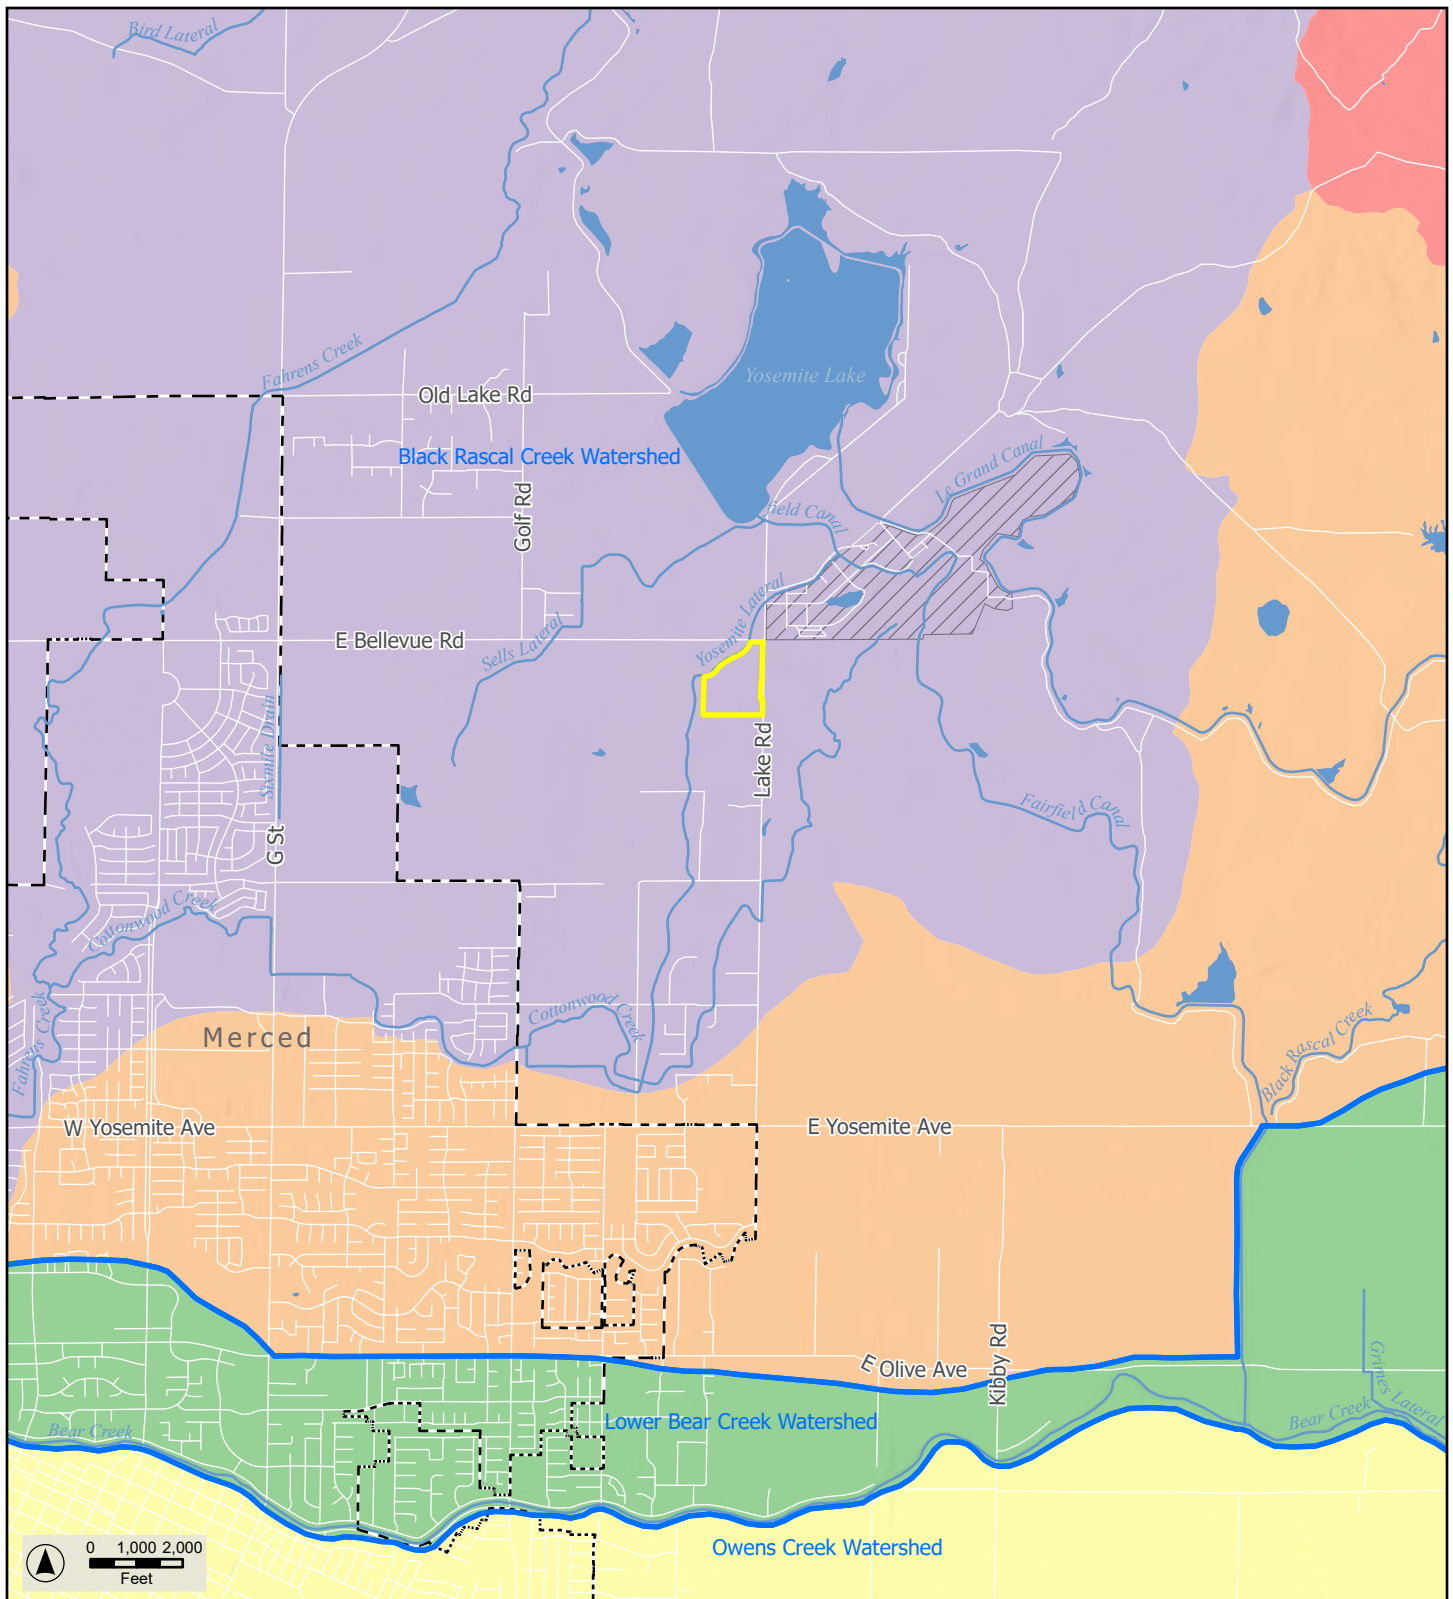 Bird Lateral
Fahrens Creek
Yosemite Lake
Old Lake Rd
Black Rascal Creek Watershed
Le Grand Canal
Golf Rd
field Canal
Yosemite Lateral
E Bellevue Rd
Sells Lateral
Sixmile Drain
Lake Rd
Fairfield Canal
G St
Cottonwood Creek
Cottonwood Creek
Fahrens Creek
Merced
Black Rascal Creek
W Yosemite Ave
E Yosemite Ave
E Olive Ave
Kibby Rd
Grimes Lateral
Lower Bear Creek Watershed
Bear Creek
Bear Creek
Owens Creek Watershed
0 1,000 2,000
Feet